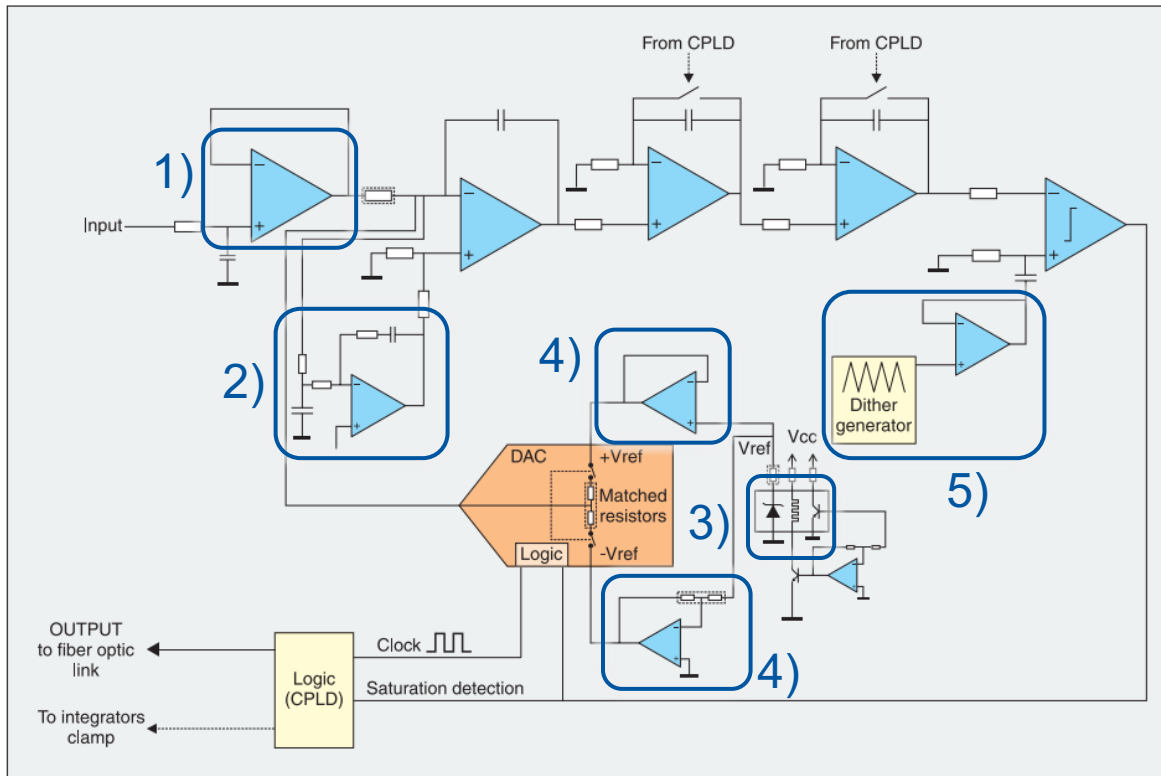 From CPLD
From CPLD
1)
Input
2)
4)
Dither
generator
5)
Vref
Vcc
3)
DAC
+Vref
Matched
resistors
-Vref
Logic
4)
OUTPUT
to fiber optic
link
Clock
Logic
(CPLD)
Saturation detection
To integrators
clamp